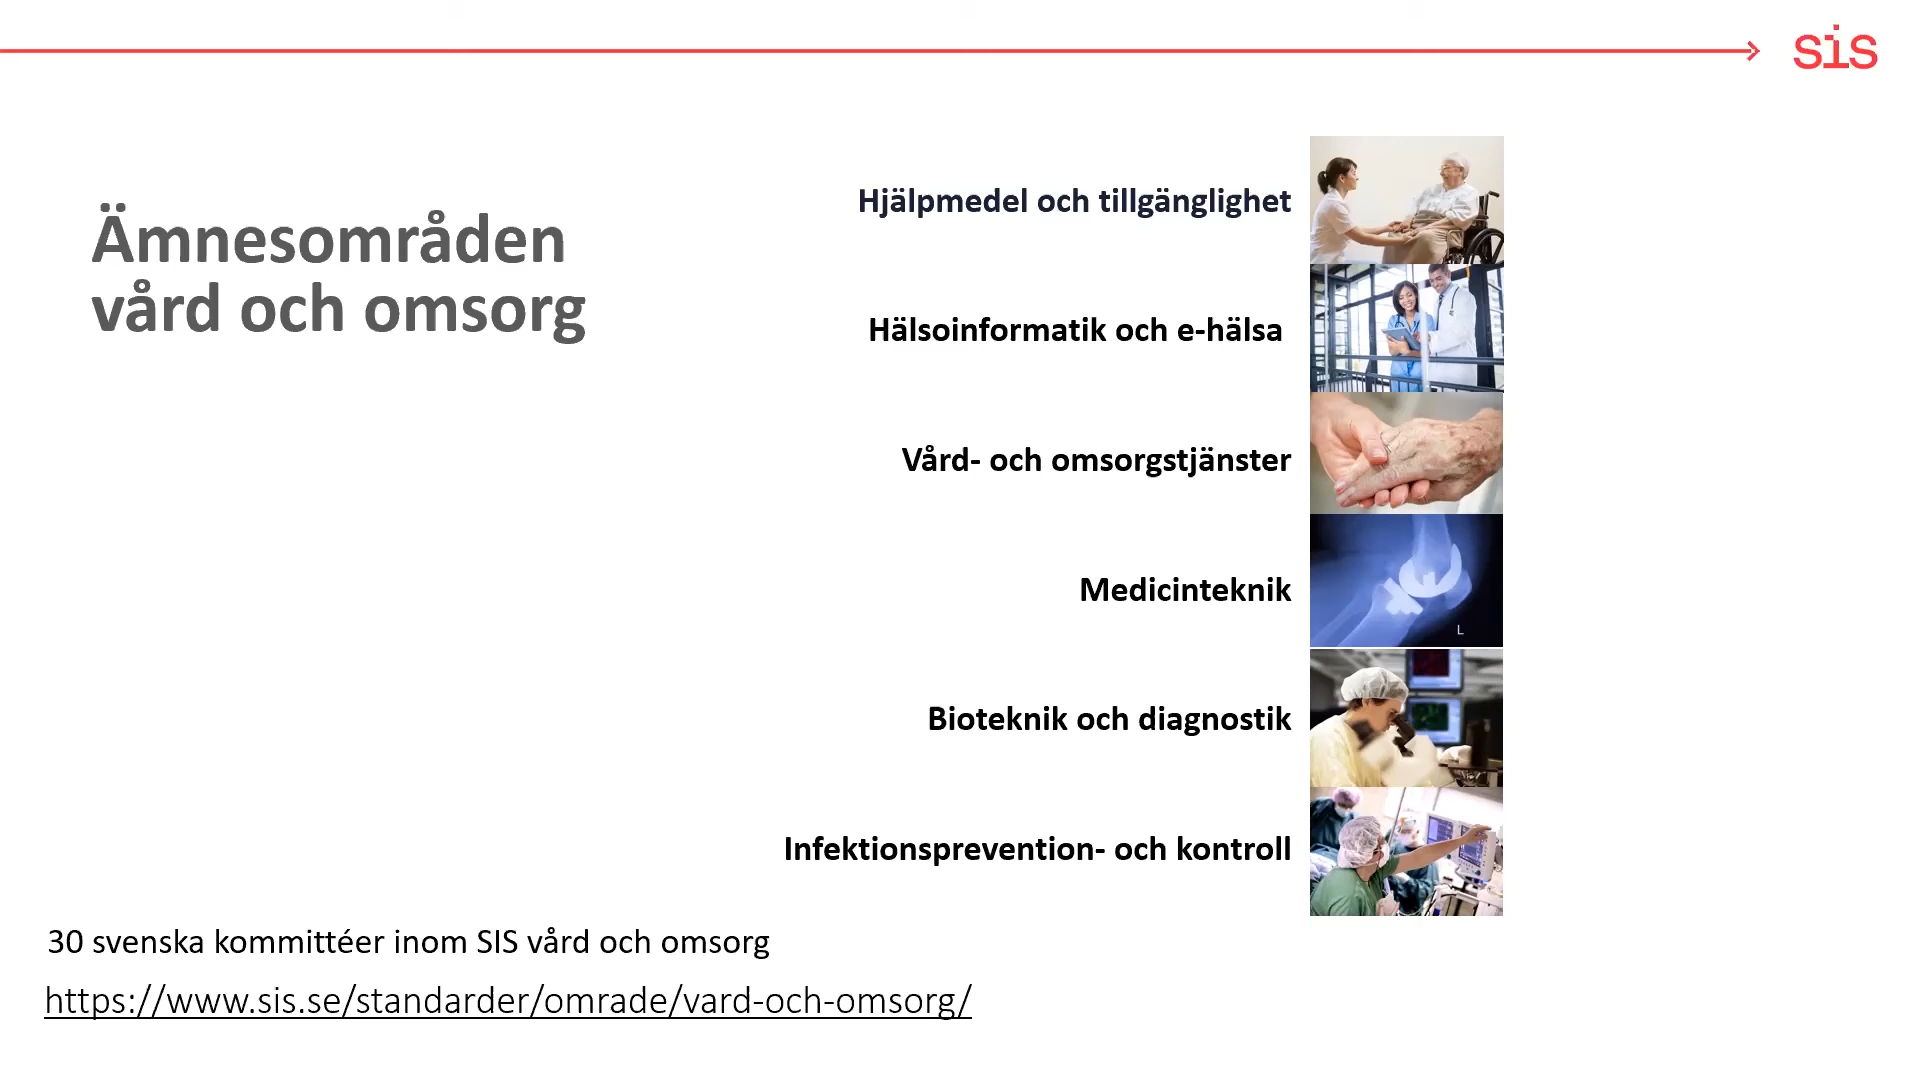 sis
Ämnesområden
vård och omsorg
Hjälpmedel och tillgänglighet
Hälsoinformatik och e-hälsa
Vård- och omsorgstjänster
Medicinteknik
L
Bioteknik och diagnostik
Infektionsprevention- och kontroll
30 svenska kommittéer inom SIS vård och omsorg
https://www.sis.se/standarder/omrade/vard-och-omsorg/